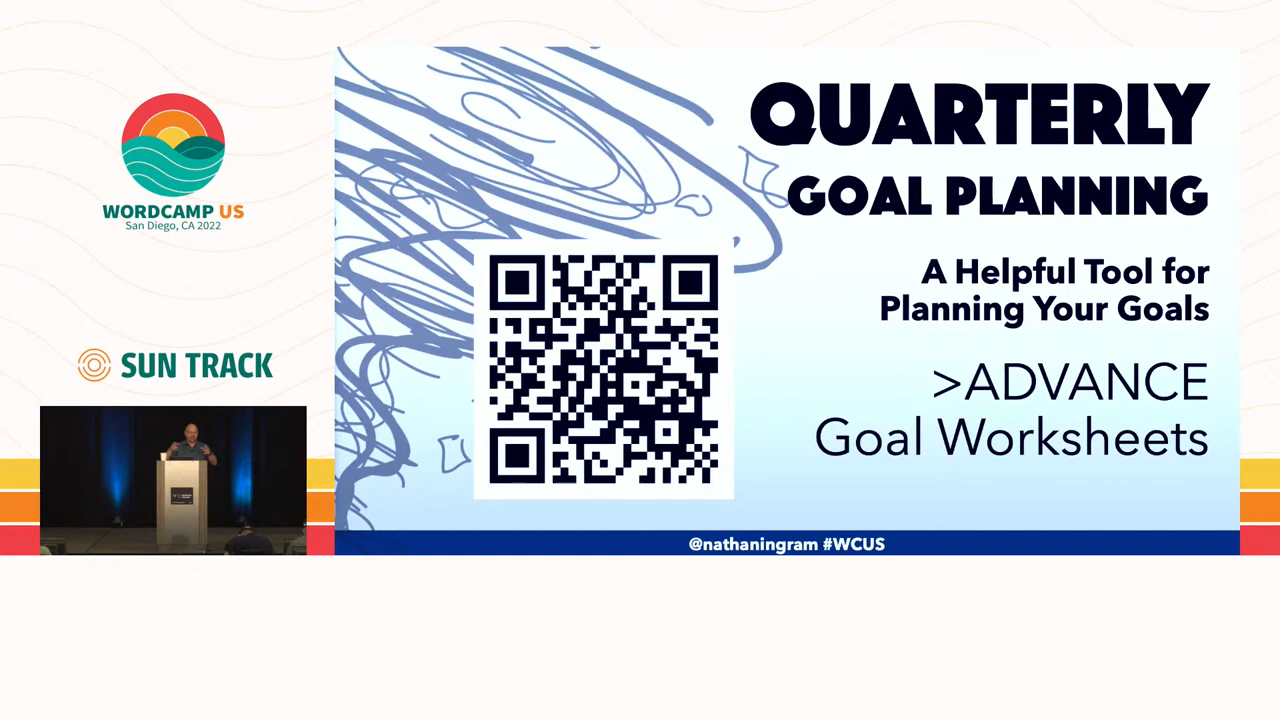 WORDCAMP US
San Diego, CA 2022
SUN TRACK
QUARTERLY
GOAL PLANNING
A Helpful Tool for
Planning Your Goals
>ADVANCE
Goal Worksheets
@nathaningram #WCUS